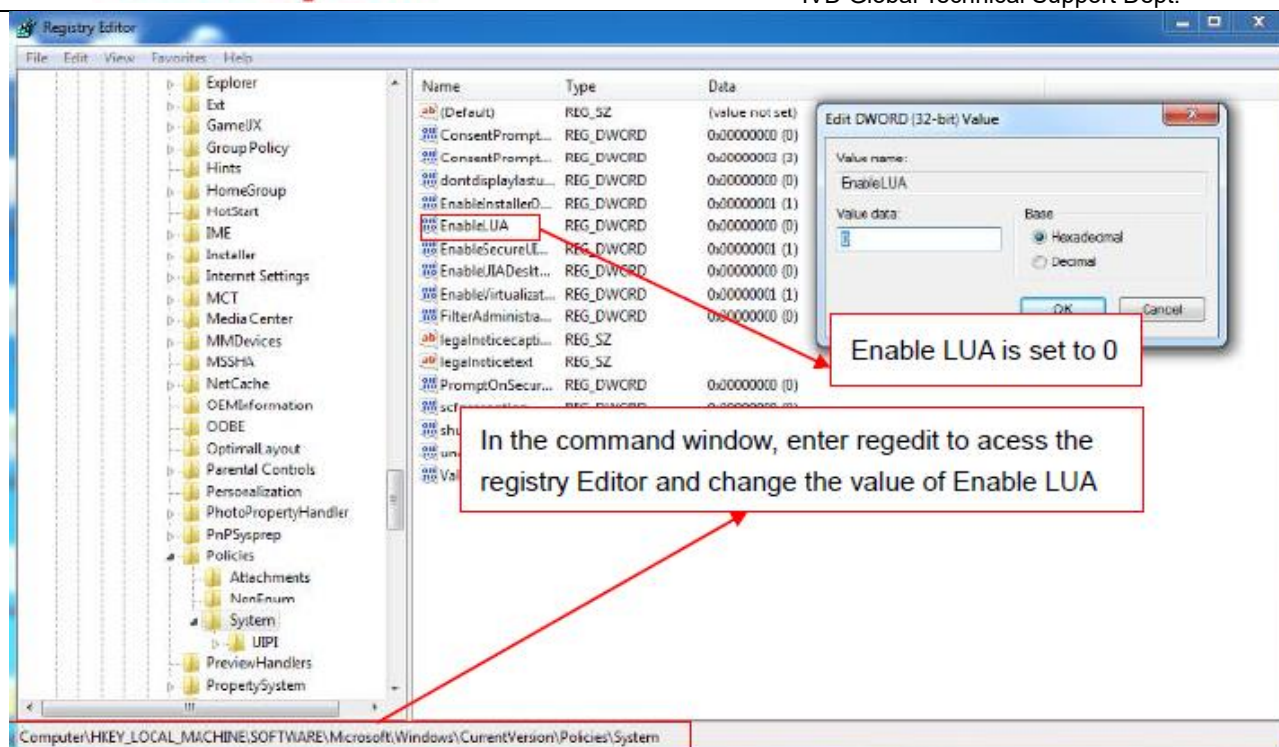 IVD Global Technical Support Dept.
Registry Editor
File Edit View Favorites Help
Explorer
Ext
GameUX
Group Policy
Hints
HomeGroup
HotStart
IME
Installer
Internet Settings
MCT
Media Center
MMDevices
MSSHA
NetCache
OEMInformation
OOBE
OptimalLayout
Parental Controls
Personalization
PhotoPropertyHandler
PnPSysprep
Policies
Attachments
NonEnum
System
UIPI
PreviewHandlers
PropertySystem
Name Type Data
(Default) REG_SZ (value not set)
ConsentPrompt... REG_DWORD 0x00000000 (0)
ConsentPrompt... REG_DWORD 0x00000003 (3)
dontdisplaylastu... REG_DWORD 0x00000000 (0)
EnableInstallerD... REG_DWORD 0x00000001 (1)
EnableLUA REG_DWORD 0x00000000 (0)
EnableSecureUI... REG_DWORD 0x00000001 (1)
EnableUIADeskt... REG_DWORD 0x00000000 (0)
EnableVirtualizat... REG_DWORD 0x00000001 (1)
FilterAdministra... REG_DWORD 0x00000000 (0)
legalnoticecapti... REG_SZ
legalnoticetext REG_SZ
PromptOnSecur... REG_DWORD 0x00000000 (0)
REG_DWORD
shu
un
Val
Edit DWORD (32-bit) Value
Value name:
EnableLUA
Value data:
Base
Hexadecimal
Decimal
OK Cancel
Enable LUA is set to 0
In the command window, enter regedit to acess the
registry Editor and change the value of Enable LUA
Computer\HKEY_LOCAL_MACHINE\SOFTWARE\Microsoft\Windows\CurrentVersion\Policies\System